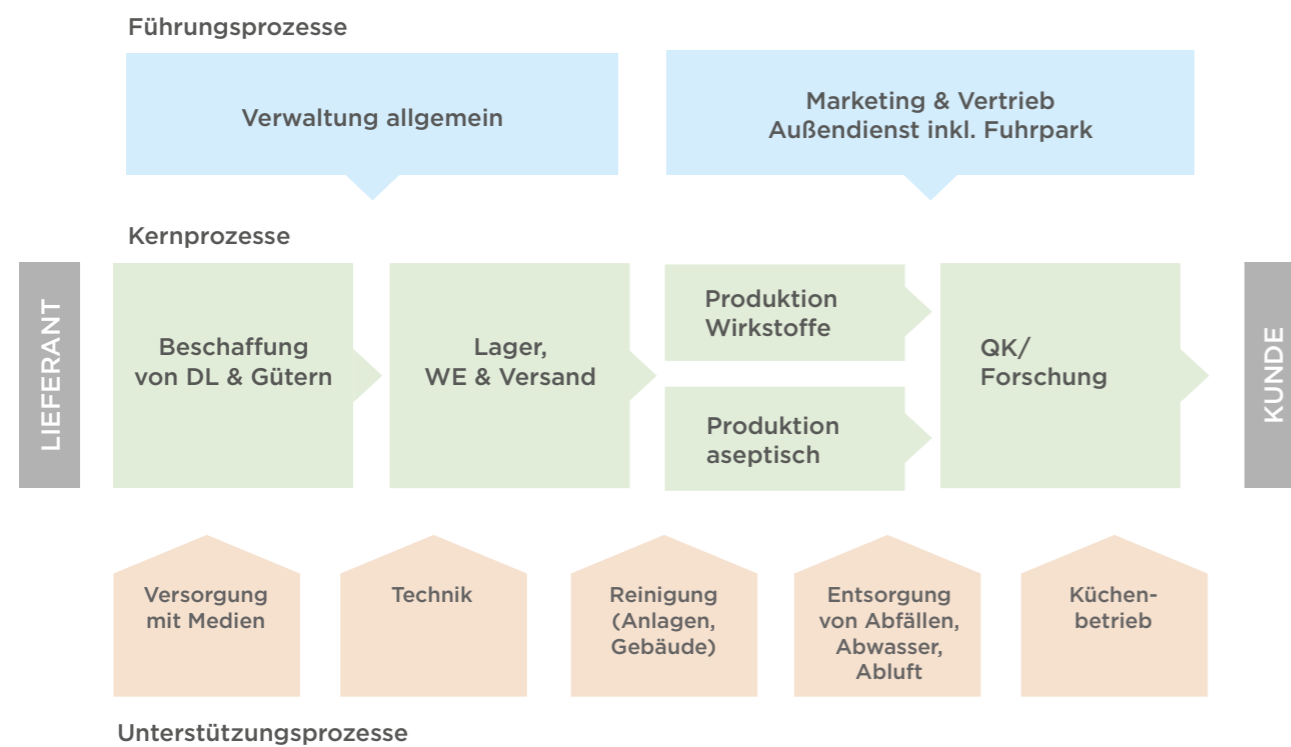 Führungsprozesse
Verwaltung allgemein
Marketing & Vertrieb
Außendienst inkl. Fuhrpark
Kernprozesse
LIEFERANT
Beschaffung
von DL & Gütern
Lager,
WE & Versand
Produktion
Wirkstoffe
Produktion
aseptisch
QK/
Forschung
KUNDE
Versorgung
mit Medien
Technik
Reinigung
(Anlagen,
Gebäude)
Entsorgung
von Abfällen,
Abwasser,
Abluft
Küchen-
betrieb
Unterstützungsprozesse